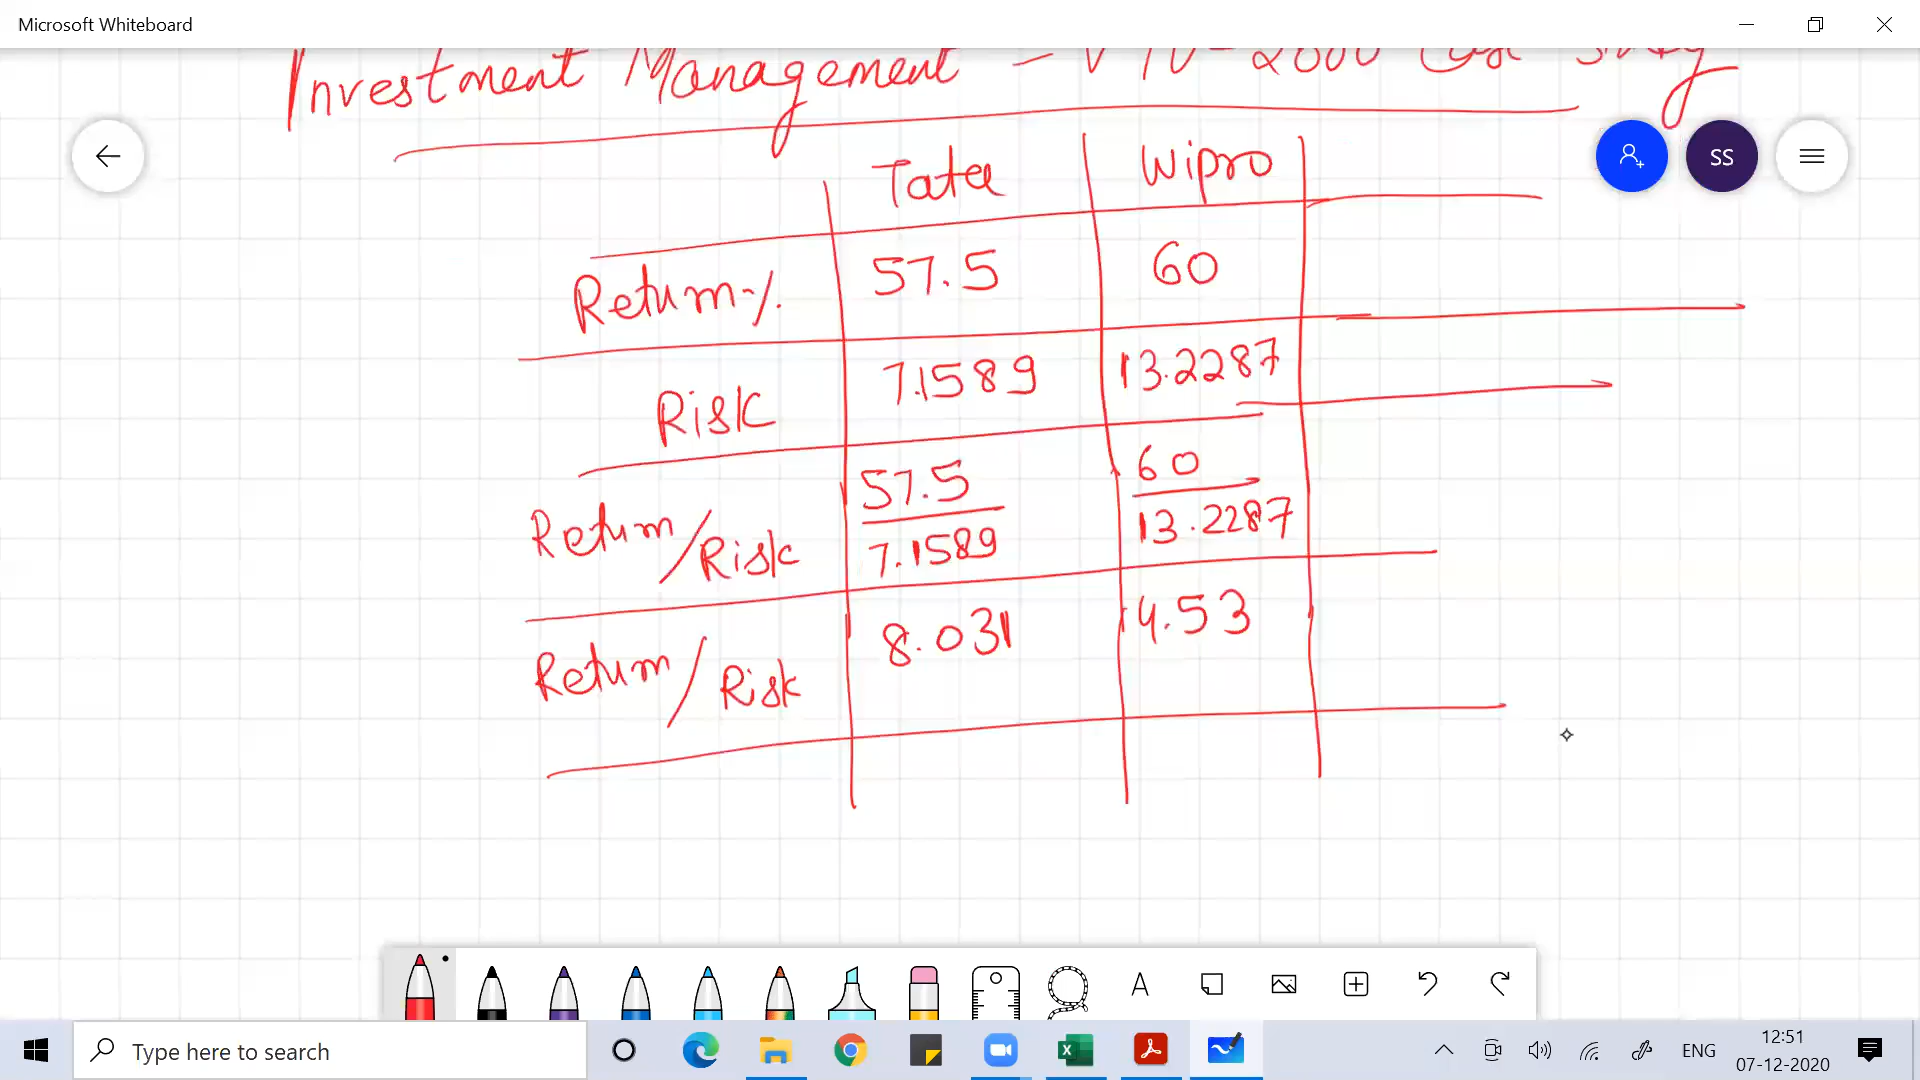 Microsoft Whiteboard
Investment Management -
SS
Tata Wipro
Return % 57.5 60
Risk 7.1589 13.2287
Return/Risk 57.5/7.1589 60/13.2287
Return/Risk 8.031 4.53
Type here to search
ENG
12:51
07-12-2020